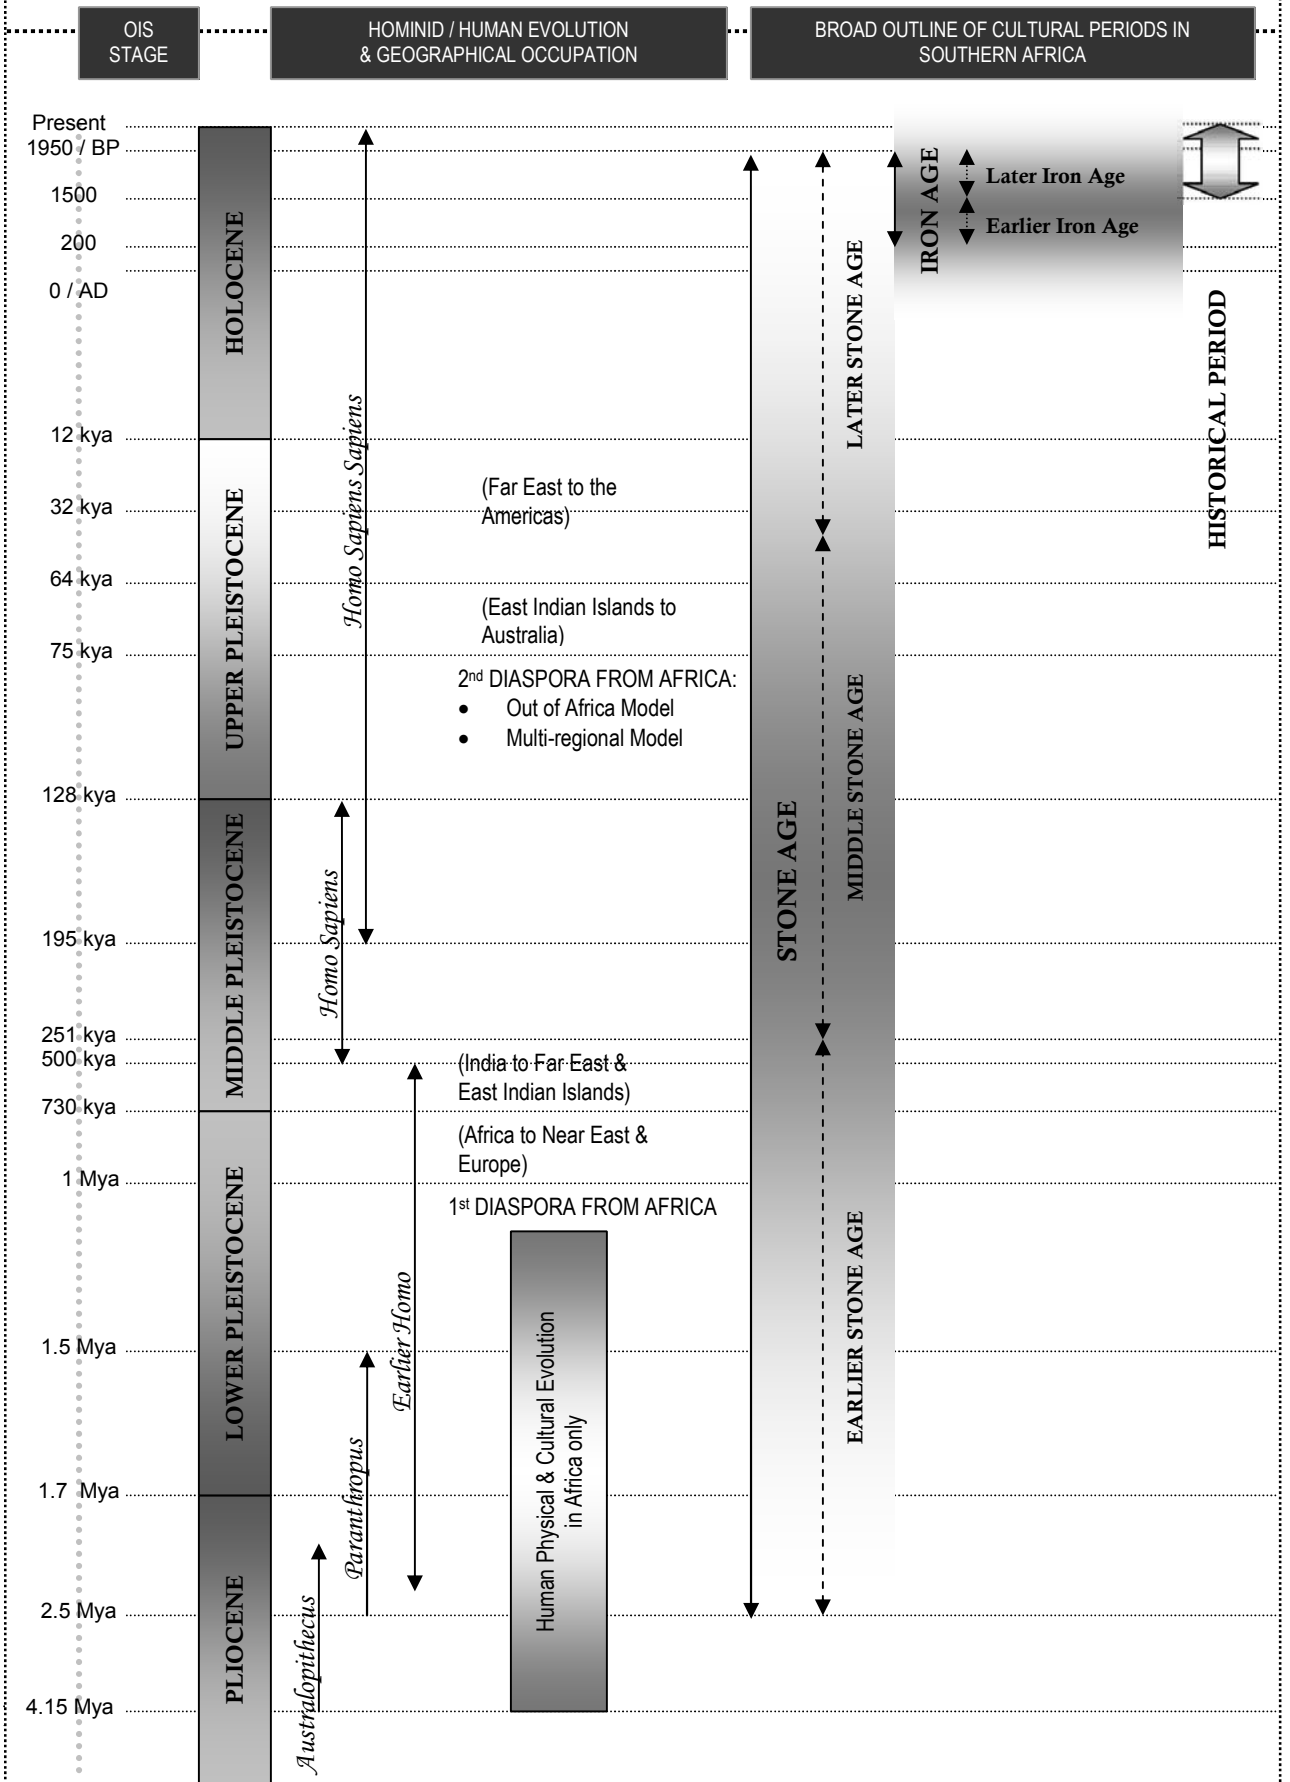 OIS
STAGE
HOMINID / HUMAN EVOLUTION
& GEOGRAPHICAL OCCUPATION
BROAD OUTLINE OF CULTURAL PERIODS IN
SOUTHERN AFRICA
Present
1950 / BP
1500
200
0 / AD
12 kya
32 kya
64 kya
75 kya
128 kya
195 kya
251 kya
500 kya
730 kya
1 Mya
1.5 Mya
1.7 Mya
2.5 Mya
4.15 Mya
HOLOCENE
UPPER PLEISTOCENE
MIDDLE PLEISTOCENE
LOWER PLEISTOCENE
PLIOCENE
Homo Sapiens Sapiens
Homo Sapiens
Earlier Homo
Paranthropus
Australopithecus
(Far East to the
Americas)
(East Indian Islands to
Australia)
2nd DIASPORA FROM AFRICA:
• Out of Africa Model
• Multi-regional Model
(India to Far East &
East Indian Islands)
(Africa to Near East &
Europe)
1st DIASPORA FROM AFRICA
Human Physical & Cultural Evolution
in Africa only
STONE AGE
LATER STONE AGE
MIDDLE STONE AGE
EARLIER STONE AGE
IRON AGE
Later Iron Age
Earlier Iron Age
HISTORICAL PERIOD